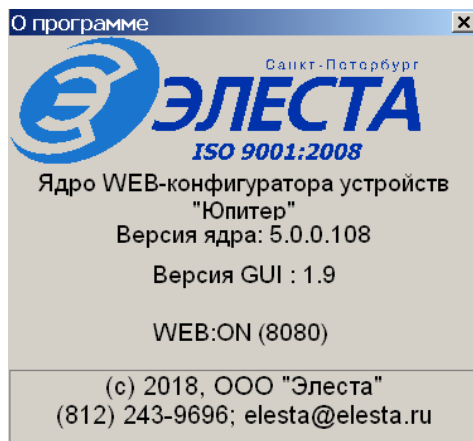 О программе
Санкт-Петербург
ЭЛЕСТА
ISO 9001:2008
Ядро WEB-конфигуратора устройств
"Юпитер"
Версия ядра: 5.0.0.108
Версия GUI : 1.9
WEB:ON (8080)
(с) 2018, ООО "Элеста"
(812) 243-9696; elesta@elesta.ru